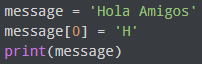 message = 'Hola Amigos'
message[0] = 'H'
print(message)